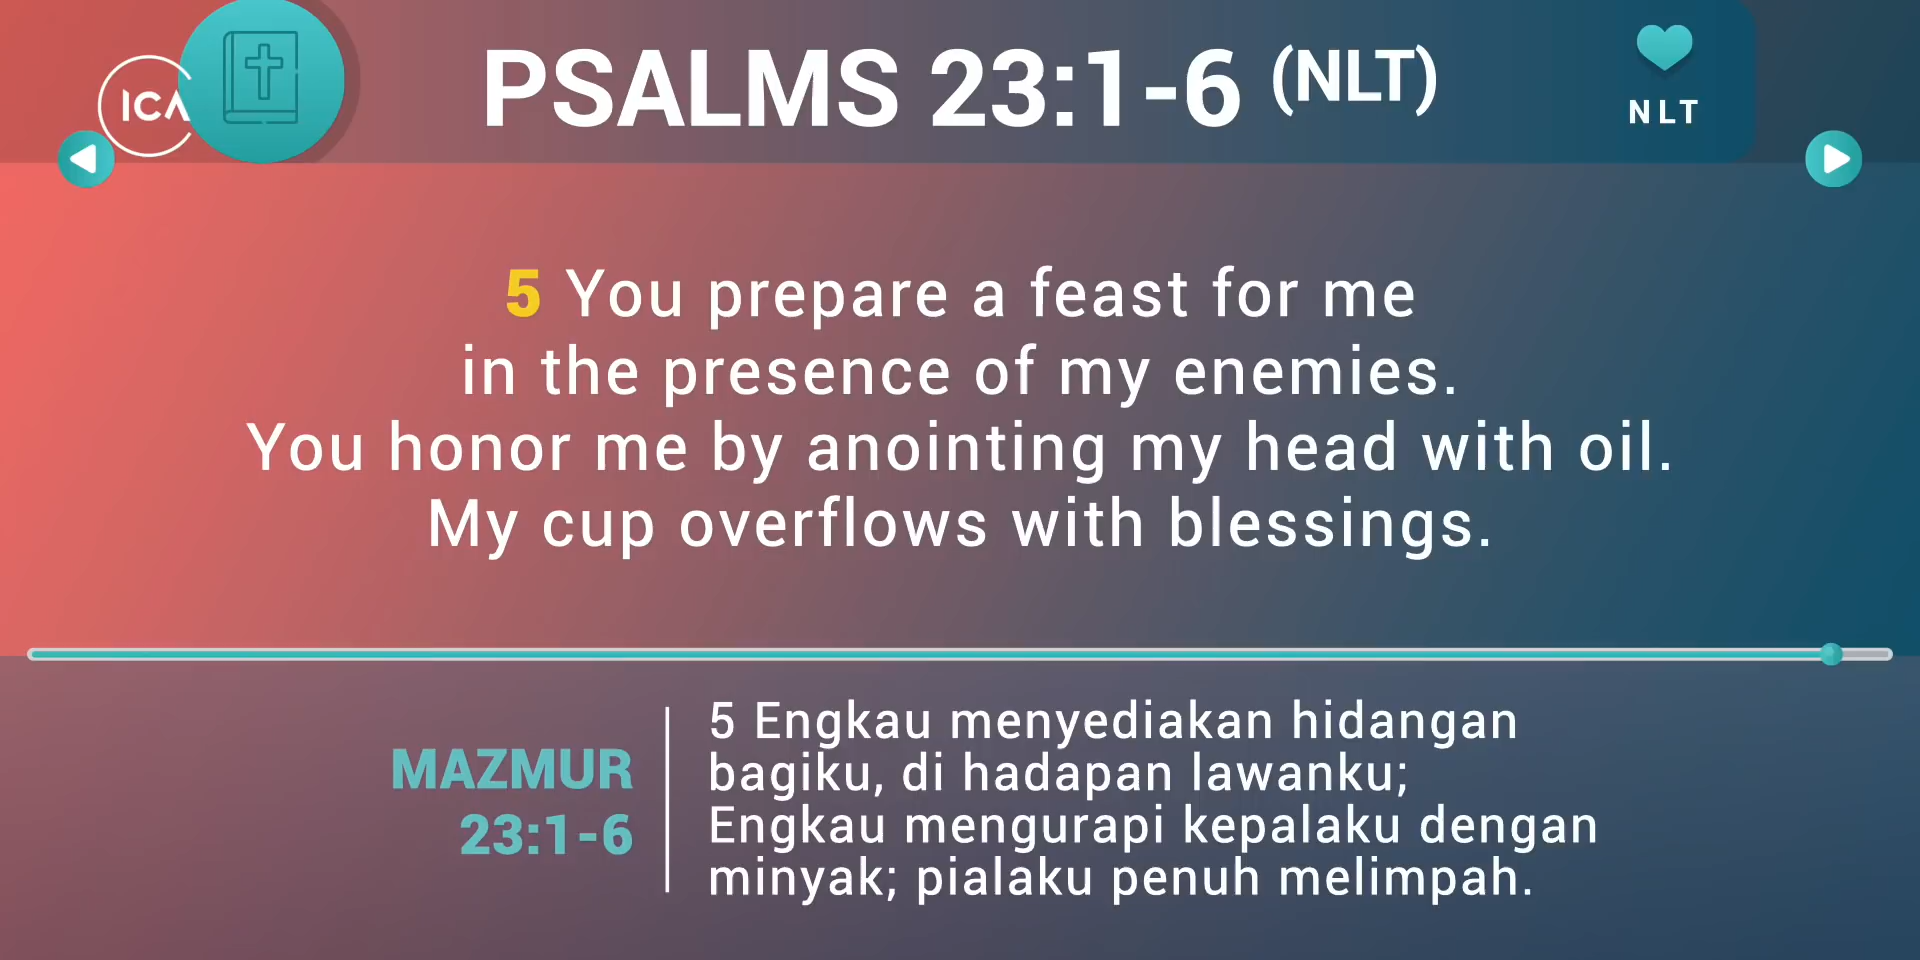 ICA
PSALMS 23:1-6 (NLT)
NLT
5 You prepare a feast for me
in the presence of my enemies.
You honor me by anointing my head with oil.
My cup overflows with blessings.
MAZMUR
23:1-6
5 Engkau menyediakan hidangan
bagiku, di hadapan lawanku;
Engkau mengurapi kepalaku dengan
minyak; pialaku penuh melimpah.